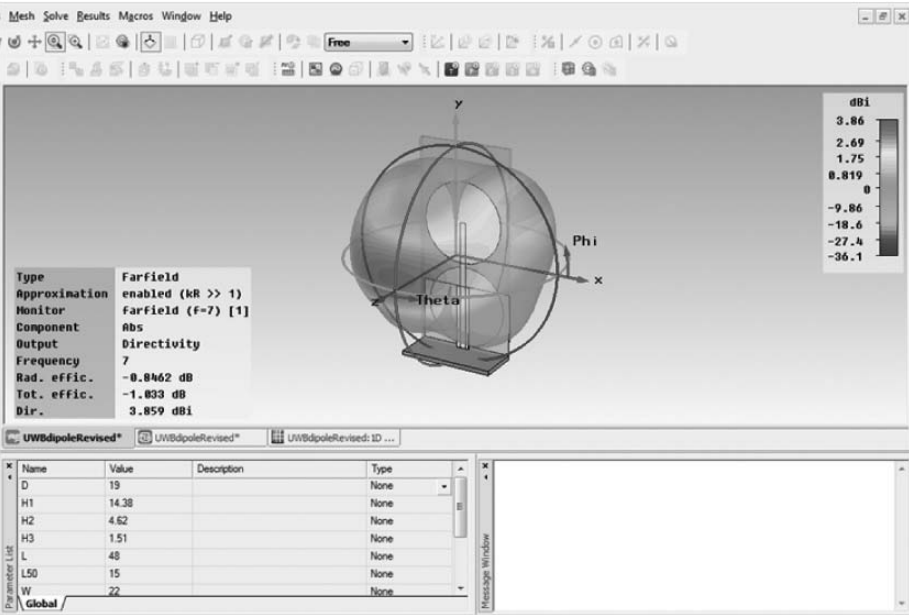 Mesh Solve Results Macros Window Help
Free
y
Phi
x
z
Theta
dBi
3.86
2.69
1.75
0.819
0
-9.86
-18.6
-27.4
-36.1
Type Farfield
Approximation enabled (kR >> 1)
Monitor farfield (f=7) [1]
Component Abs
Output Directivity
Frequency 7
Rad. effic. -0.8462 dB
Tot. effic. -1.033 dB
Dir. 3.859 dBi
UWBdipoleRevised* UWBdipoleRevised* UWBdipoleRevised: 1D ...
Name Value Description Type
D 19 None
H1 14.38 None
H2 4.62 None
H3 1.51 None
L 48 None
L50 15 None
W 22 None
Global
Parameter List
Message Window